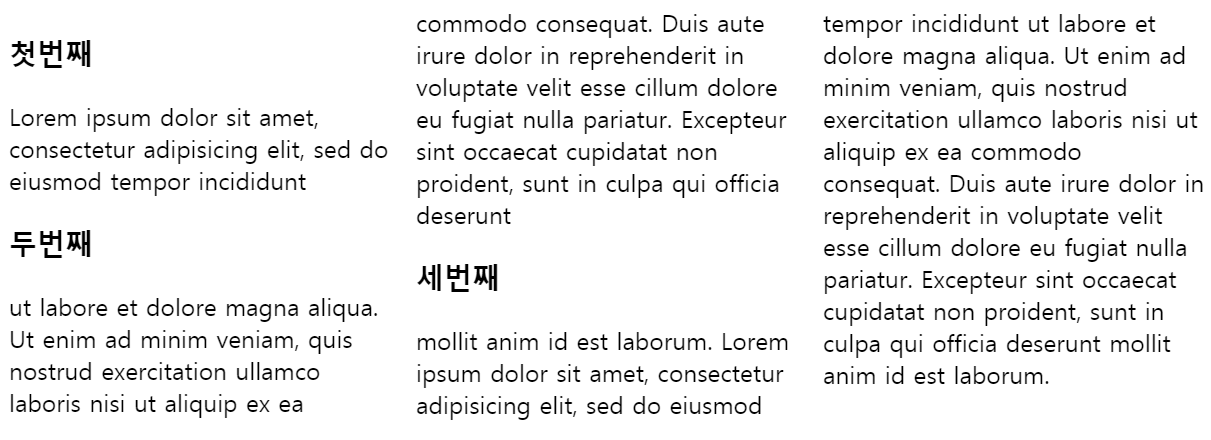 첫번째
Lorem ipsum dolor sit amet,
consectetur adipisicing elit, sed do
eiusmod tempor incididunt
두번째
ut labore et dolore magna aliqua.
Ut enim ad minim veniam, quis
nostrud exercitation ullamco
laboris nisi ut aliquip ex ea
commodo consequat. Duis aute
irure dolor in reprehenderit in
voluptate velit esse cillum dolore
eu fugiat nulla pariatur. Excepteur
sint occaecat cupidatat non
proident, sunt in culpa qui officia
deserunt
세번째
mollit anim id est laborum. Lorem
ipsum dolor sit amet, consectetur
adipisicing elit, sed do eiusmod
tempor incididunt ut labore et
dolore magna aliqua. Ut enim ad
minim veniam, quis nostrud
exercitation ullamco laboris nisi ut
aliquip ex ea commodo
consequat. Duis aute irure dolor in
reprehenderit in voluptate velit
esse cillum dolore eu fugiat nulla
pariatur. Excepteur sint occaecat
cupidatat non proident, sunt in
culpa qui officia deserunt mollit
anim id est laborum.